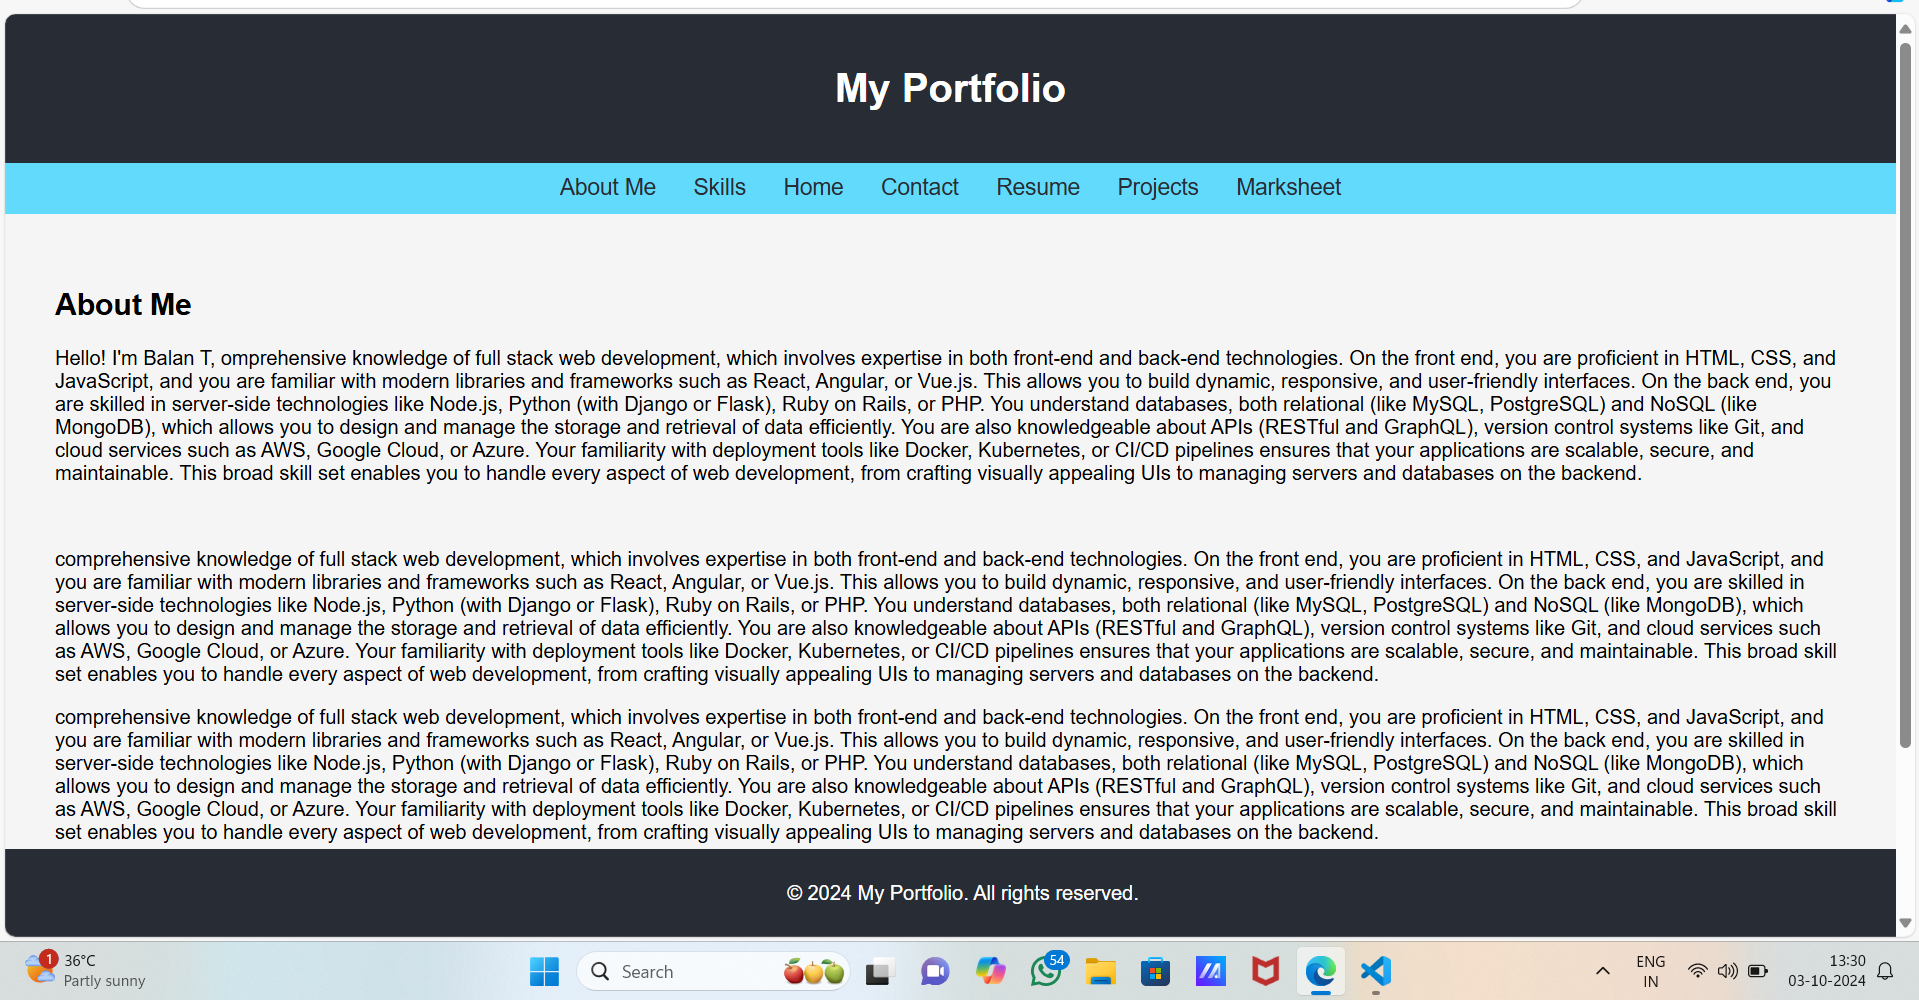 My Portfolio
About Me Skills Home Contact Resume Projects Marksheet
About Me
Hello! I'm Balan T, omprehensive knowledge of full stack web development, which involves expertise in both front-end and back-end technologies. On the front end, you are proficient in HTML, CSS, and
JavaScript, and you are familiar with modern libraries and frameworks such as React, Angular, or Vue.js. This allows you to build dynamic, responsive, and user-friendly interfaces. On the back end, you
are skilled in server-side technologies like Node.js, Python (with Django or Flask), Ruby on Rails, or PHP. You understand databases, both relational (like MySQL, PostgreSQL) and NoSQL (like
MongoDB), which allows you to design and manage the storage and retrieval of data efficiently. You are also knowledgeable about APIs (RESTful and GraphQL), version control systems like Git, and
cloud services such as AWS, Google Cloud, or Azure. Your familiarity with deployment tools like Docker, Kubernetes, or CI/CD pipelines ensures that your applications are scalable, secure, and
maintainable. This broad skill set enables you to handle every aspect of web development, from crafting visually appealing UIs to managing servers and databases on the backend.
comprehensive knowledge of full stack web development, which involves expertise in both front-end and back-end technologies. On the front end, you are proficient in HTML, CSS, and JavaScript, and
you are familiar with modern libraries and frameworks such as React, Angular, or Vue.js. This allows you to build dynamic, responsive, and user-friendly interfaces. On the back end, you are skilled in
server-side technologies like Node.js, Python (with Django or Flask), Ruby on Rails, or PHP. You understand databases, both relational (like MySQL, PostgreSQL) and NoSQL (like MongoDB), which
allows you to design and manage the storage and retrieval of data efficiently. You are also knowledgeable about APIs (RESTful and GraphQL), version control systems like Git, and cloud services such
as AWS, Google Cloud, or Azure. Your familiarity with deployment tools like Docker, Kubernetes, or CI/CD pipelines ensures that your applications are scalable, secure, and maintainable. This broad skill
set enables you to handle every aspect of web development, from crafting visually appealing UIs to managing servers and databases on the backend.
comprehensive knowledge of full stack web development, which involves expertise in both front-end and back-end technologies. On the front end, you are proficient in HTML, CSS, and JavaScript, and
you are familiar with modern libraries and frameworks such as React, Angular, or Vue.js. This allows you to build dynamic, responsive, and user-friendly interfaces. On the back end, you are skilled in
server-side technologies like Node.js, Python (with Django or Flask), Ruby on Rails, or PHP. You understand databases, both relational (like MySQL, PostgreSQL) and NoSQL (like MongoDB), which
allows you to design and manage the storage and retrieval of data efficiently. You are also knowledgeable about APIs (RESTful and GraphQL), version control systems like Git, and cloud services such
as AWS, Google Cloud, or Azure. Your familiarity with deployment tools like Docker, Kubernetes, or CI/CD pipelines ensures that your applications are scalable, secure, and maintainable. This broad skill
set enables you to handle every aspect of web development, from crafting visually appealing UIs to managing servers and databases on the backend.
© 2024 My Portfolio. All rights reserved.
1
36°C
Partly sunny
Search
54
ENG
IN
13:30
03-10-2024